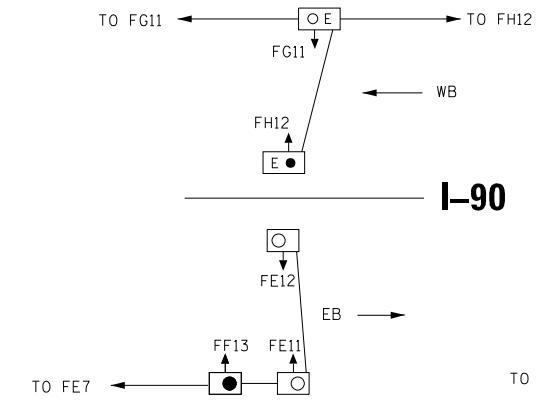 TO FG11
E
TO FH12
FG11
WB
FH12
E
I–90
FE12
EB
FF13
FE11
TO FE7
TO